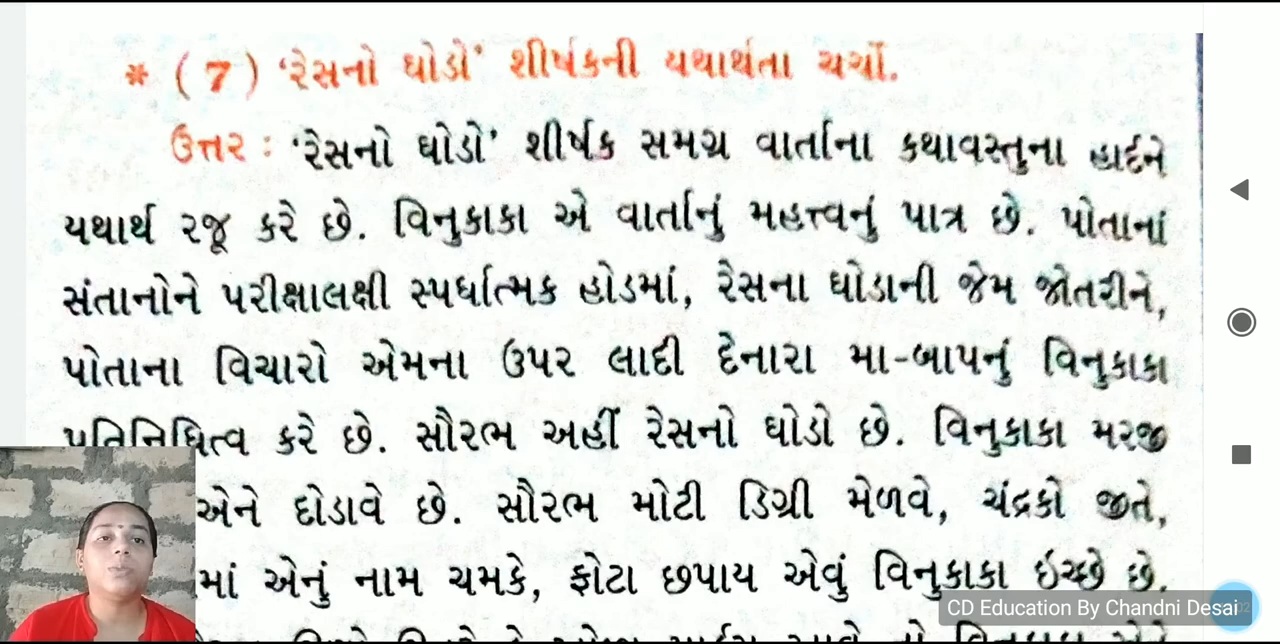 * ( 7 ) ‘રેસનો ઘોડો’ શીર્ષકની યથાર્થતા ચર્ચો.
ઉત્તર : ‘રેસનો ઘોડો’ શીર્ષક સમગ્ર વાર્તાના કથાવસ્તુના હાર્દને
યથાર્થ રજૂ કરે છે. વિનુકાકા એ વાર્તાનું મહત્ત્વનું પાત્ર છે. પોતાનાં
સંતાનોને પરીક્ષાલક્ષી સ્પર્ધાત્મક હોડમાં, રેસના ઘોડાની જેમ જોતરીને,
પોતાના વિચારો એમના ઉપર લાદી દેનારા મા-બાપનું વિનુકાકા
પ્રતિનિધિત્વ કરે છે. સૌરભ અહીં રેસનો ઘોડો છે. વિનુકાકા મરજી
એને દોડાવે છે. સૌરભ મોટી ડિગ્રી મેળવે, ચંદ્રકો જીતે,
માં એનું નામ ચમકે, ફોટા છપાય એવું વિનુકાકા ઇચ્છે છે.
CD Education By Chandni Desai